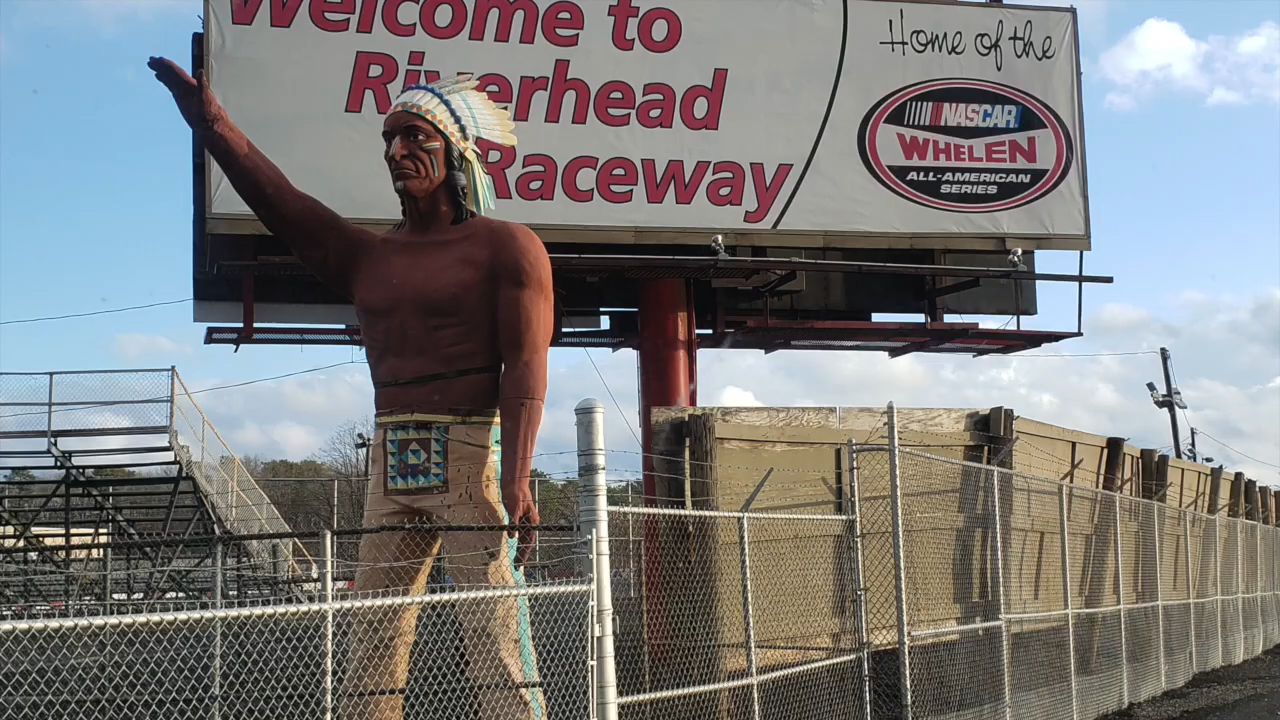 Welcome to
Riverhead
Raceway
Home of the
NASCAR
WHELEN
ALL-AMERICAN
SERIES